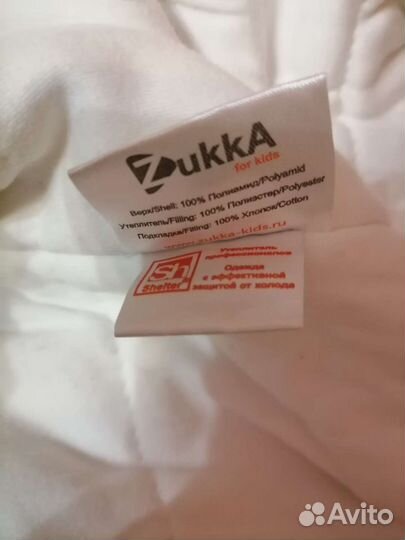 ZukkA
for kids
Верх/Shell: 100% Полиамид/Polyamid
Утеплитель/Filling: 100% Полиэстер/Polyester
Подкладка/Filling: 100% Хлопок/Cotton
www.zukka-kids.ru
Sh
Shelter
Утеплитель
профессионалов
Одежда
с эффективной
защитой от холода
Avito